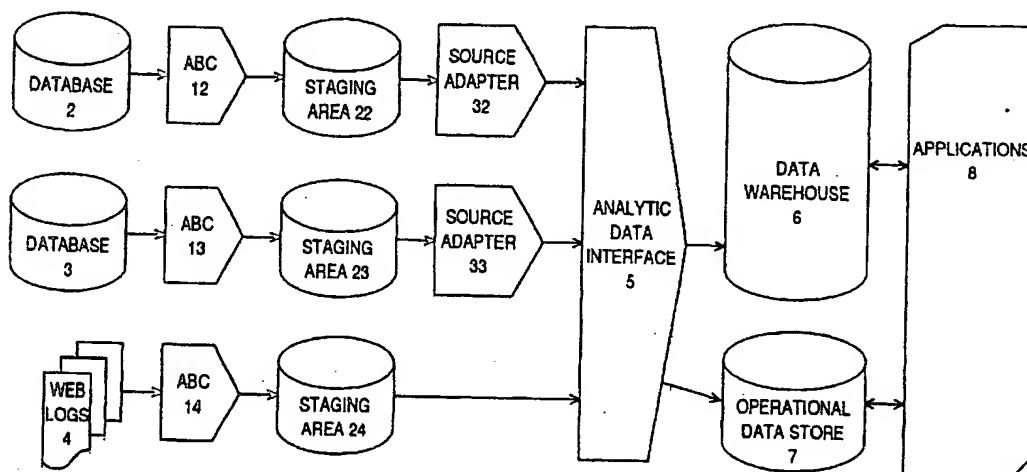 DATABASE
2
ABC
12
STAGING
AREA 22
SOURCE
ADAPTER
32
DATABASE
3
ABC
13
STAGING
AREA 23
SOURCE
ADAPTER
33
WEB
LOGS
4
ABC
14
STAGING
AREA 24
ANALYTIC
DATA
INTERFACE
5
DATA
WAREHOUSE
6
OPERATIONAL
DATA STORE
7
APPLICATIONS
8